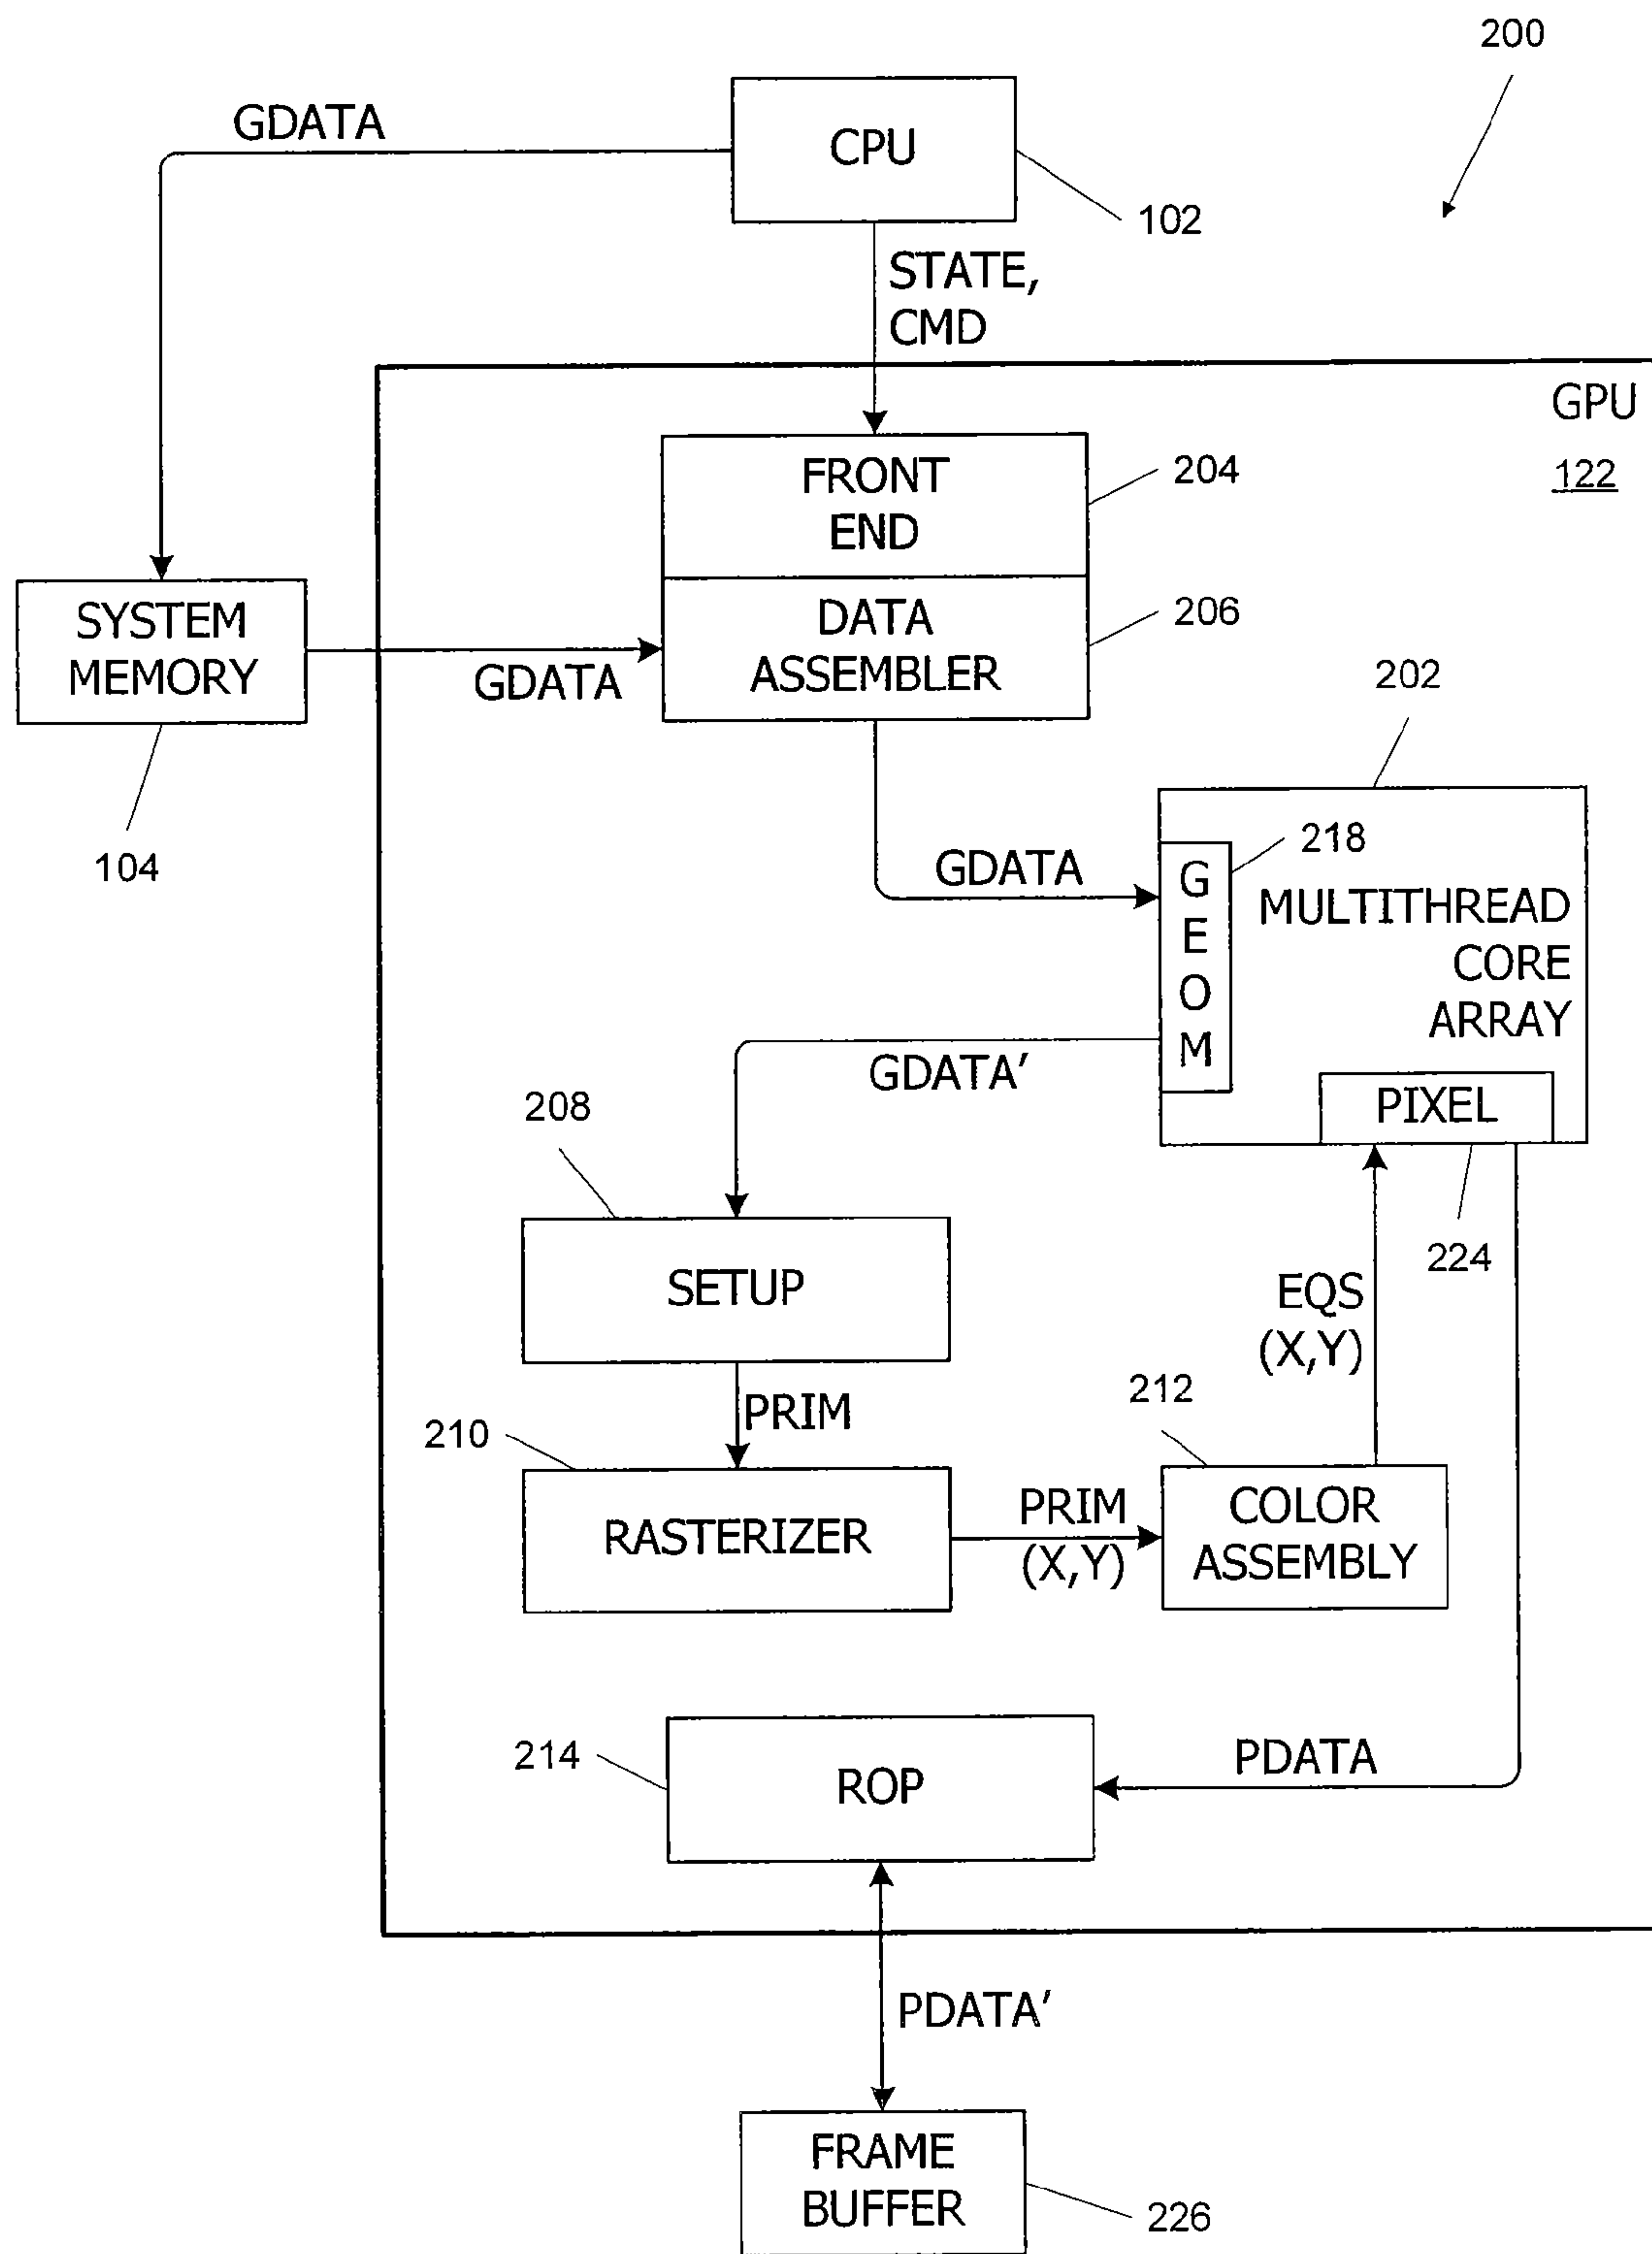 200
GDATA
CPU
102
STATE,
CMD
GPU
122
FRONT
END
204
SYSTEM
MEMORY
104
GDATA
DATA
ASSEMBLER
206
202
GDATA
G
E
O
M
218
MULTITHREAD
CORE
ARRAY
GDATA'
PIXEL
224
208
SETUP
EQS
(X,Y)
PRIM
210
RASTERIZER
PRIM
(X,Y)
212
COLOR
ASSEMBLY
214
ROP
PDATA
PDATA'
FRAME
BUFFER
226